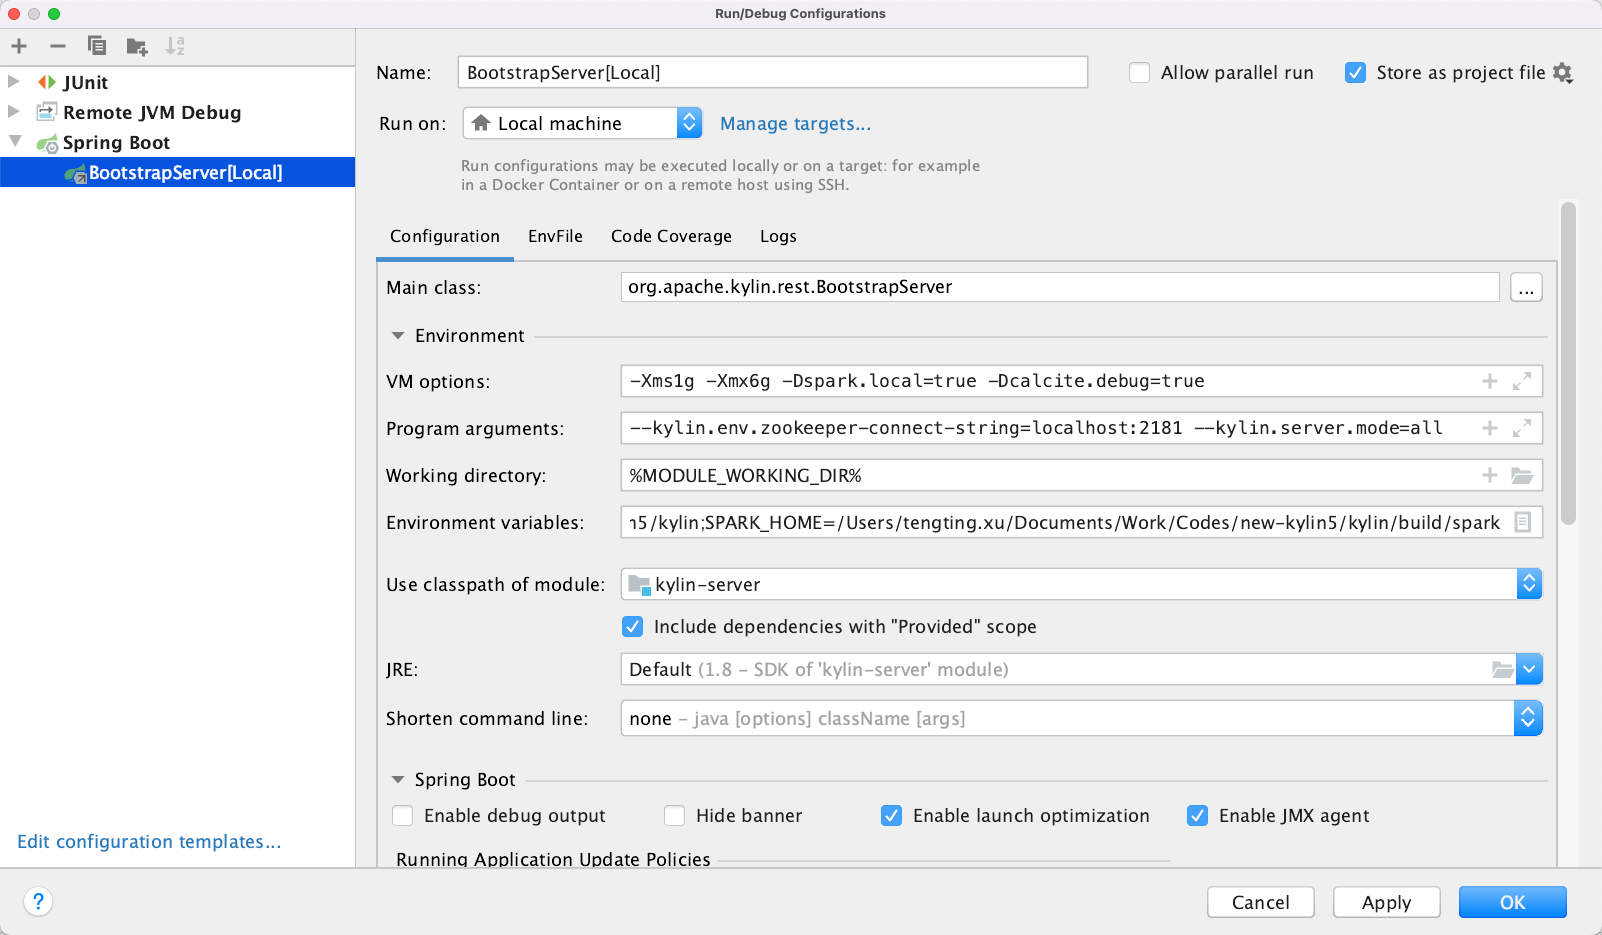 Run/Debug Configurations
JUnit
Remote JVM Debug
Spring Boot
BootstrapServer[Local]
Edit configuration templates...
Name: BootstrapServer[Local] Allow parallel run Store as project file
Run on: Local machine Manage targets...
Run configurations may be executed locally or on a target: for example
in a Docker Container or on a remote host using SSH.
Configuration EnvFile Code Coverage Logs
Main class: org.apache.kylin.rest.BootstrapServer ...
Environment
VM options: -Xms1g -Xmx6g -Dspark.local=true -Dcalcite.debug=true
Program arguments: --kylin.env.zookeeper-connect-string=localhost:2181 --kylin.server.mode=all
Working directory: %MODULE_WORKING_DIR%
Environment variables: n5/kylin;SPARK_HOME=/Users/tengting.xu/Documents/Work/Codes/new-kylin5/kylin/build/spark
Use classpath of module: kylin-server
Include dependencies with "Provided" scope
JRE: Default (1.8 - SDK of 'kylin-server' module)
Shorten command line: none - java [options] className [args]
Spring Boot
Enable debug output Hide banner Enable launch optimization Enable JMX agent
Running Application Update Policies
? Cancel Apply OK